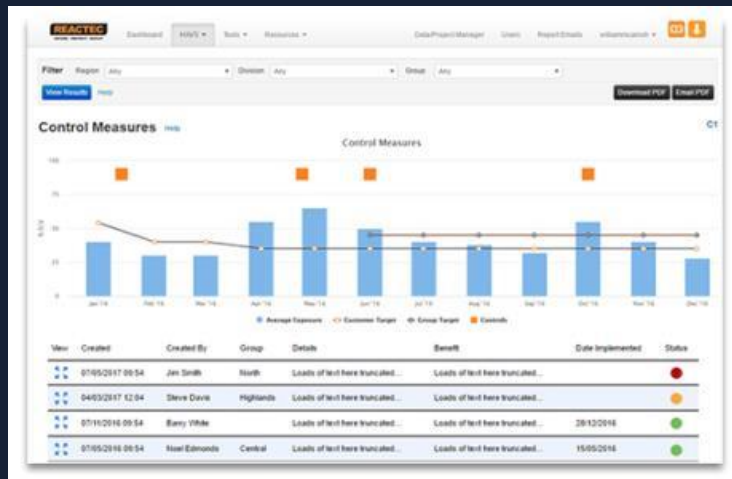 REACTEC
Dashboard HAVS Tools Resources Data/Project Manager Users Report Emails
Filter Region Any Division Any Group Any
View Results Help Download PDF Email PDF
Control Measures Help
Control Measures
100
75
50
25
0
Jan '16 Feb '16 Mar '16 Apr '16 May '16 Jun '16 Jul '16 Aug '16 Sep '16 Oct '16 Nov '16 Dec '16
Average Exposure Customer Target Group Target Controls
View Created Created By Group Details Benefit Date Implemented Status
07/05/2017 09:54 Jim Smith North Loads of text here truncated... Loads of text here truncated...
04/03/2017 12:04 Steve Davis Highlands Loads of text here truncated... Loads of text here truncated...
07/11/2016 09:54 Barry White Loads of text here truncated... Loads of text here truncated... 28/12/2016
07/05/2016 09:54 Noel Edmonds Central Loads of text here truncated... Loads of text here truncated... 15/05/2016